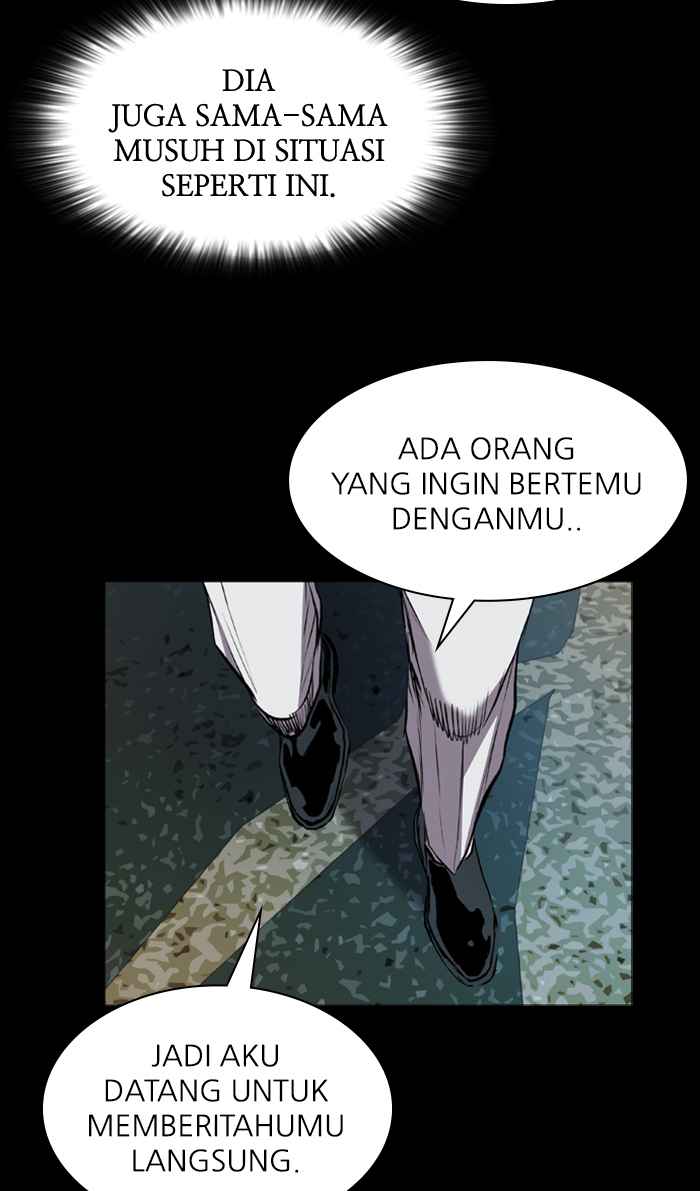 DIA
JUGA SAMA-SAMA
MUSUH DI SITUASI
SEPERTI INI.
ADA ORANG
YANG INGIN BERTEMU
DENGANMU..
JADI AKU
DATANG UNTUK
MEMBERITAHUMU
LANGSUNG.